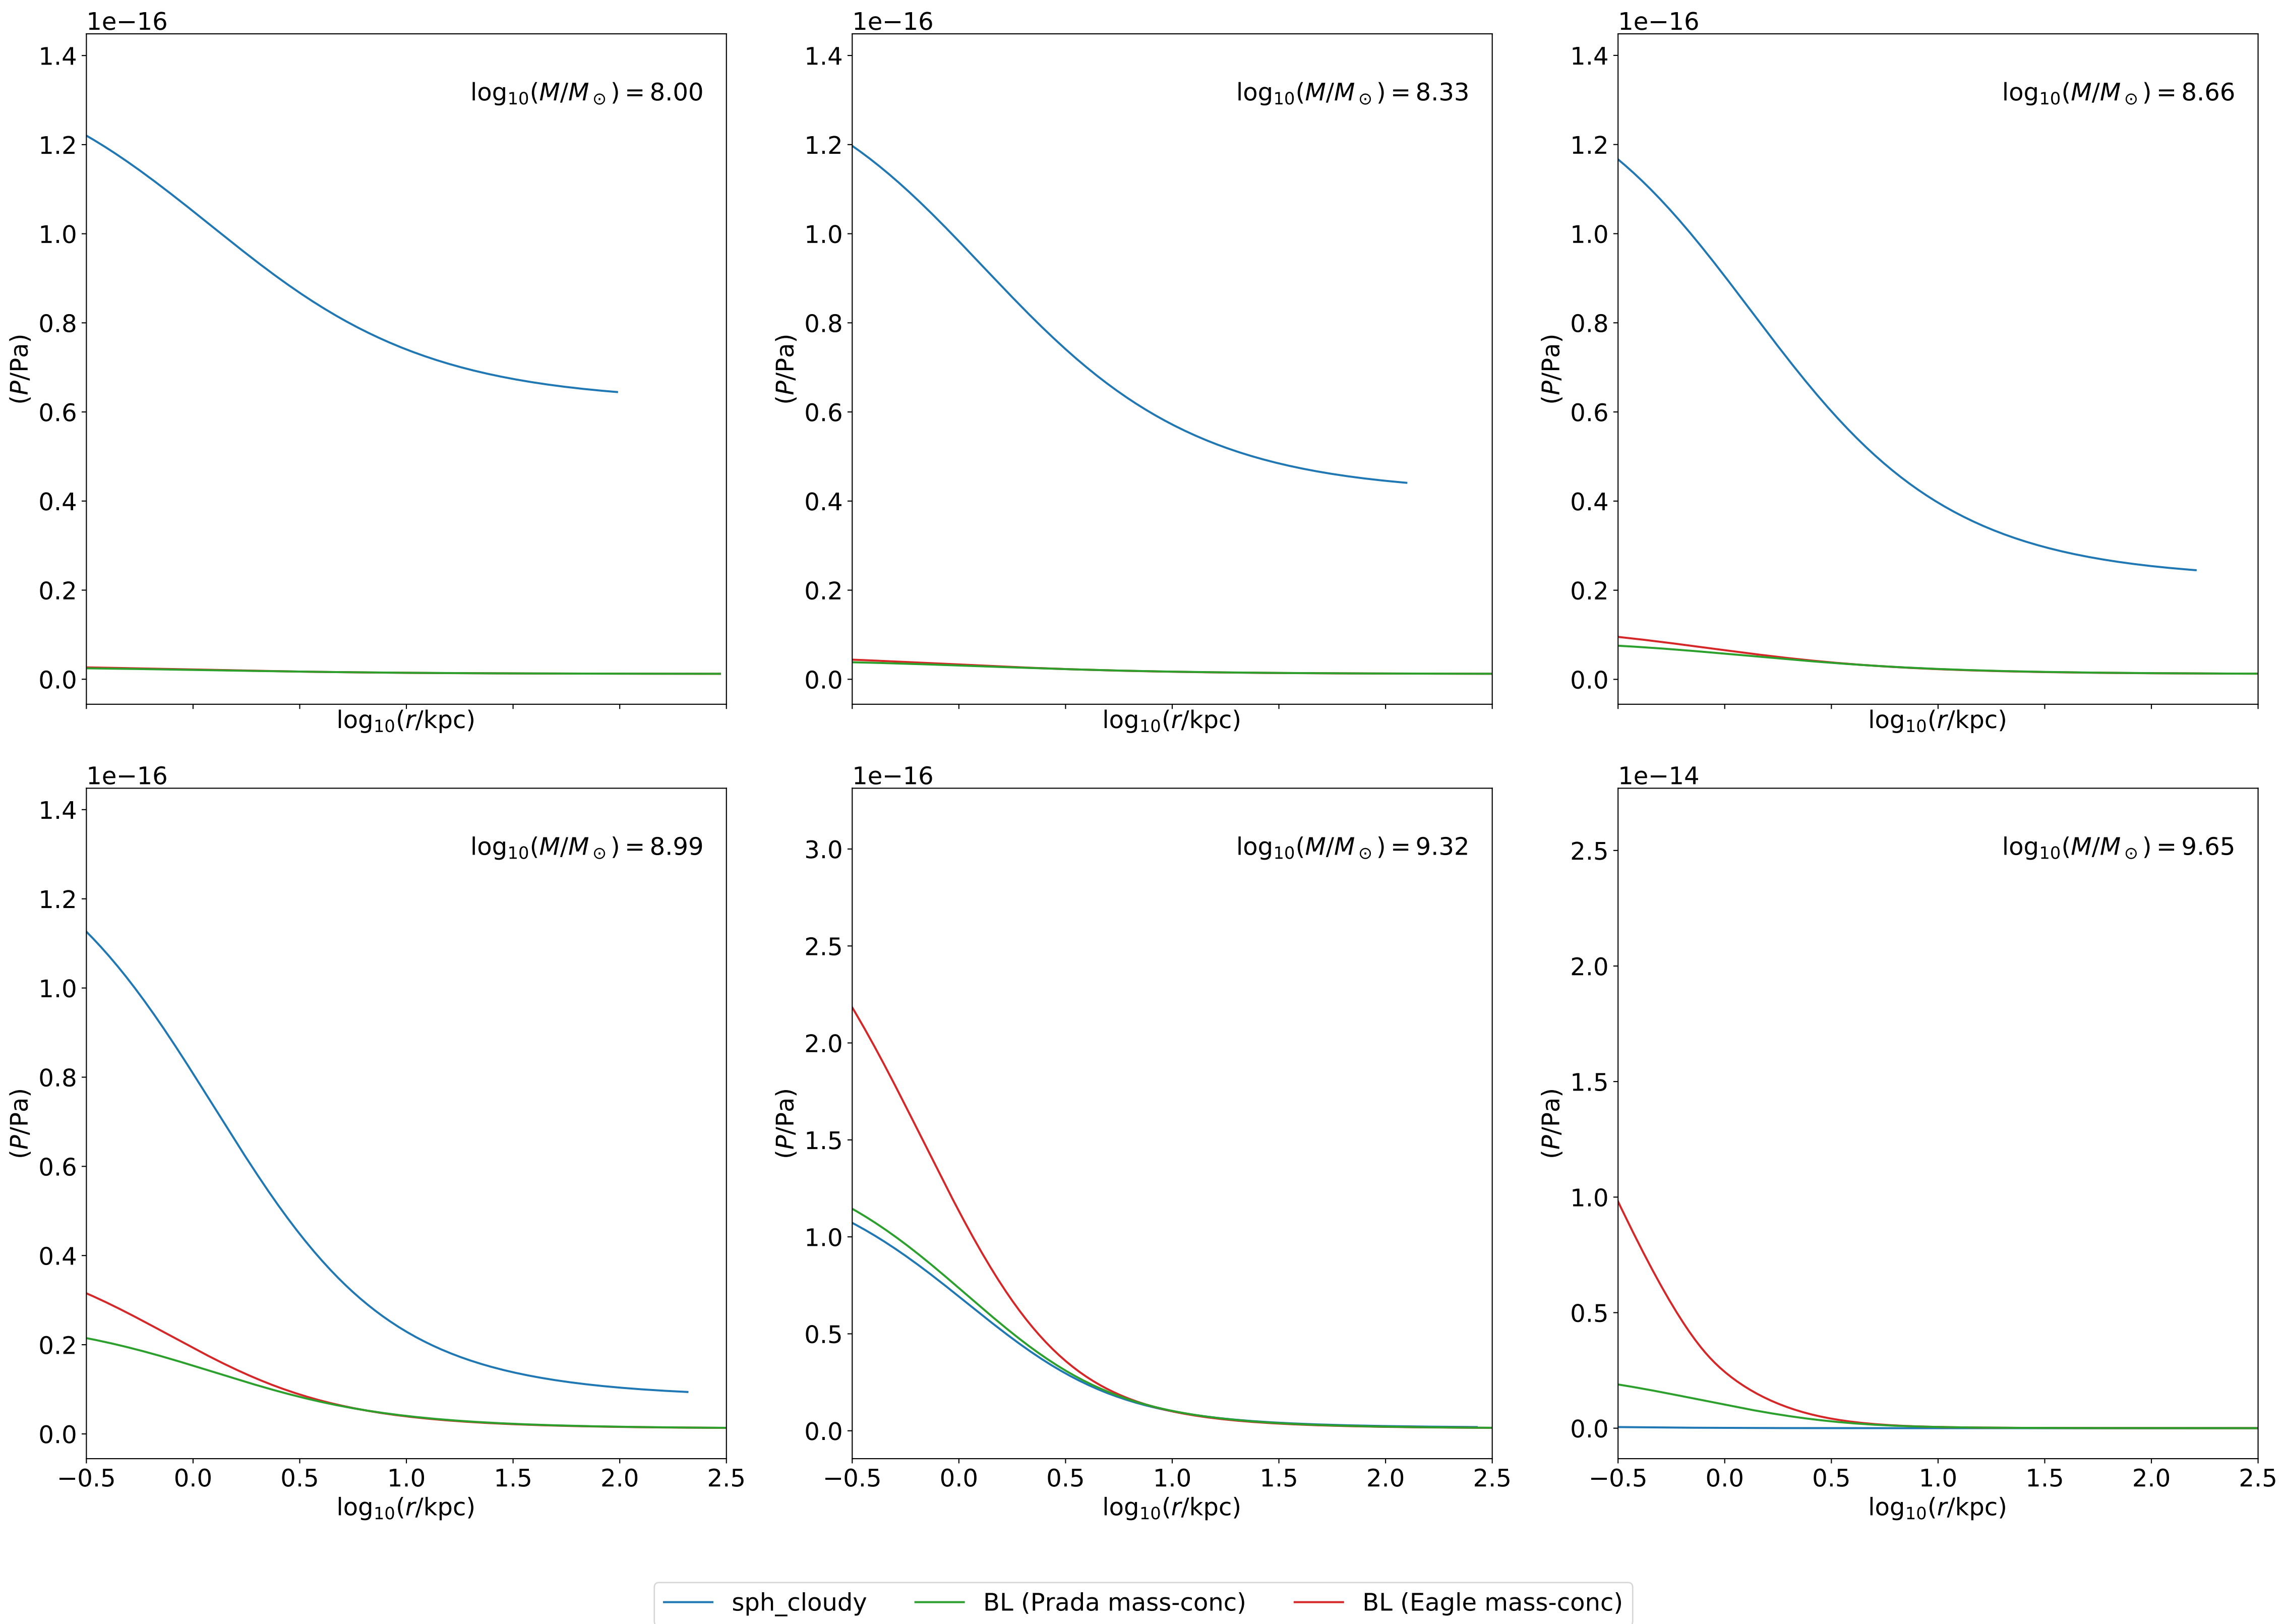 1e−16
1.4
1.2
1.0
0.8
0.6
0.4
0.2
0.0
(P/Pa)
log₁₀(M/M⊙) = 8.00
log₁₀(r/kpc)
1e−16
1.4
1.2
1.0
0.8
0.6
0.4
0.2
0.0
(P/Pa)
log₁₀(M/M⊙) = 8.33
log₁₀(r/kpc)
1e−16
1.4
1.2
1.0
0.8
0.6
0.4
0.2
0.0
(P/Pa)
log₁₀(M/M⊙) = 8.66
log₁₀(r/kpc)
1e−16
1.4
1.2
1.0
0.8
0.6
0.4
0.2
0.0
(P/Pa)
log₁₀(M/M⊙) = 8.99
−0.5 0.0 0.5 1.0 1.5 2.0 2.5
log₁₀(r/kpc)
1e−16
3.0
2.5
2.0
1.5
1.0
0.5
0.0
(P/Pa)
log₁₀(M/M⊙) = 9.32
−0.5 0.0 0.5 1.0 1.5 2.0 2.5
log₁₀(r/kpc)
1e−14
2.5
2.0
1.5
1.0
0.5
0.0
(P/Pa)
log₁₀(M/M⊙) = 9.65
−0.5 0.0 0.5 1.0 1.5 2.0 2.5
log₁₀(r/kpc)
sph_cloudy BL (Prada mass-conc) BL (Eagle mass-conc)